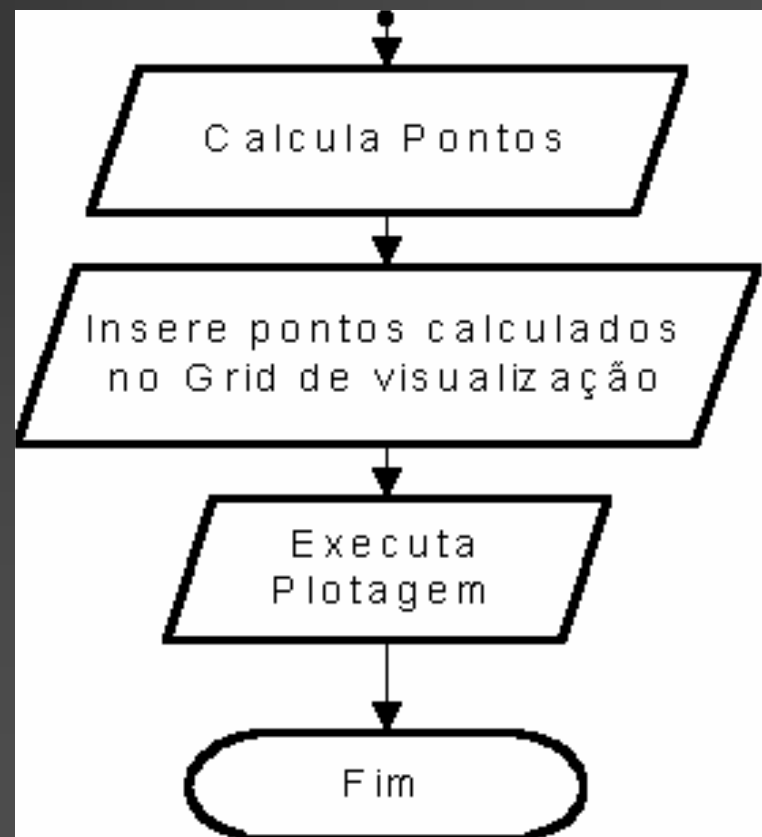 Calcula Pontos
Insere pontos calculados
no Grid de visualização
Executa
Plotagem
Fim